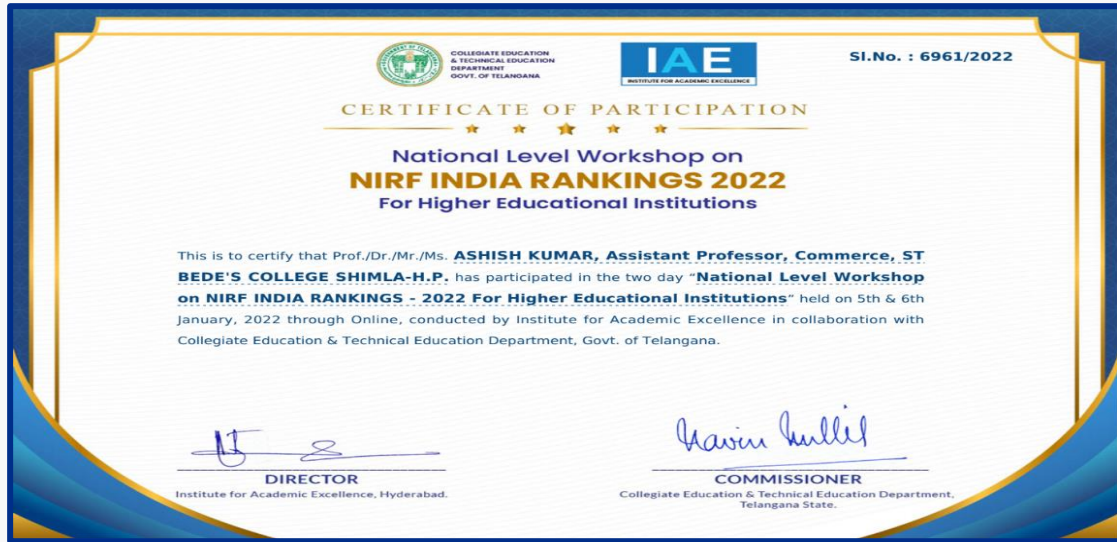 COLLEGIATE EDUCATION
& TECHNICAL EDUCATION
DEPARTMENT
GOVT. OF TELANGANA
IAE
INSTITUTE FOR ACADEMIC EXCELLENCE
Sl.No. : 6961/2022
CERTIFICATE OF PARTICIPATION
National Level Workshop on
NIRF INDIA RANKINGS 2022
For Higher Educational Institutions
This is to certify that Prof./Dr./Mr./Ms. ASHISH KUMAR, Assistant Professor, Commerce, ST
BEDE'S COLLEGE SHIMLA-H.P. has participated in the two day “National Level Workshop
on NIRF INDIA RANKINGS - 2022 For Higher Educational Institutions” held on 5th & 6th
January, 2022 through Online, conducted by Institute for Academic Excellence in collaboration with
Collegiate Education & Technical Education Department, Govt. of Telangana.
DIRECTOR
Institute for Academic Excellence, Hyderabad.
COMMISSIONER
Collegiate Education & Technical Education Department,
Telangana State.